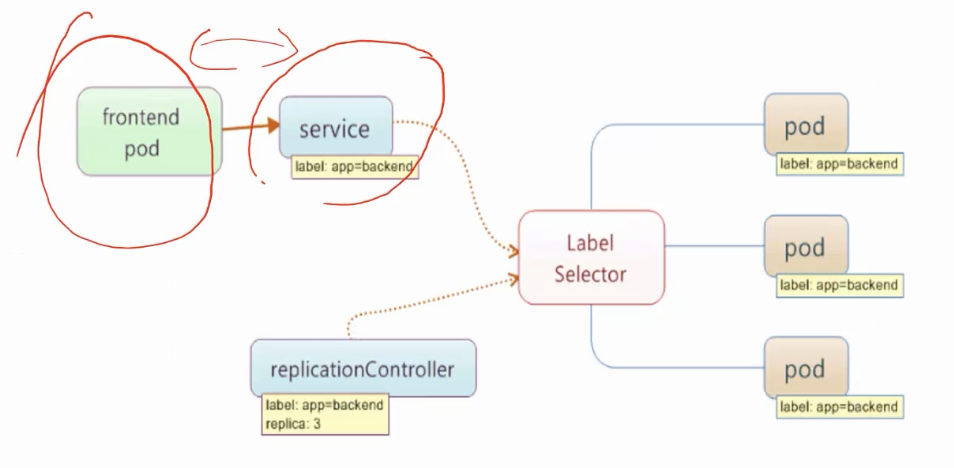 frontend
pod
service
label: app=backend
Label
Selector
replicationController
label: app=backend
replica: 3
pod
label: app=backend
pod
label: app=backend
pod
label: app=backend